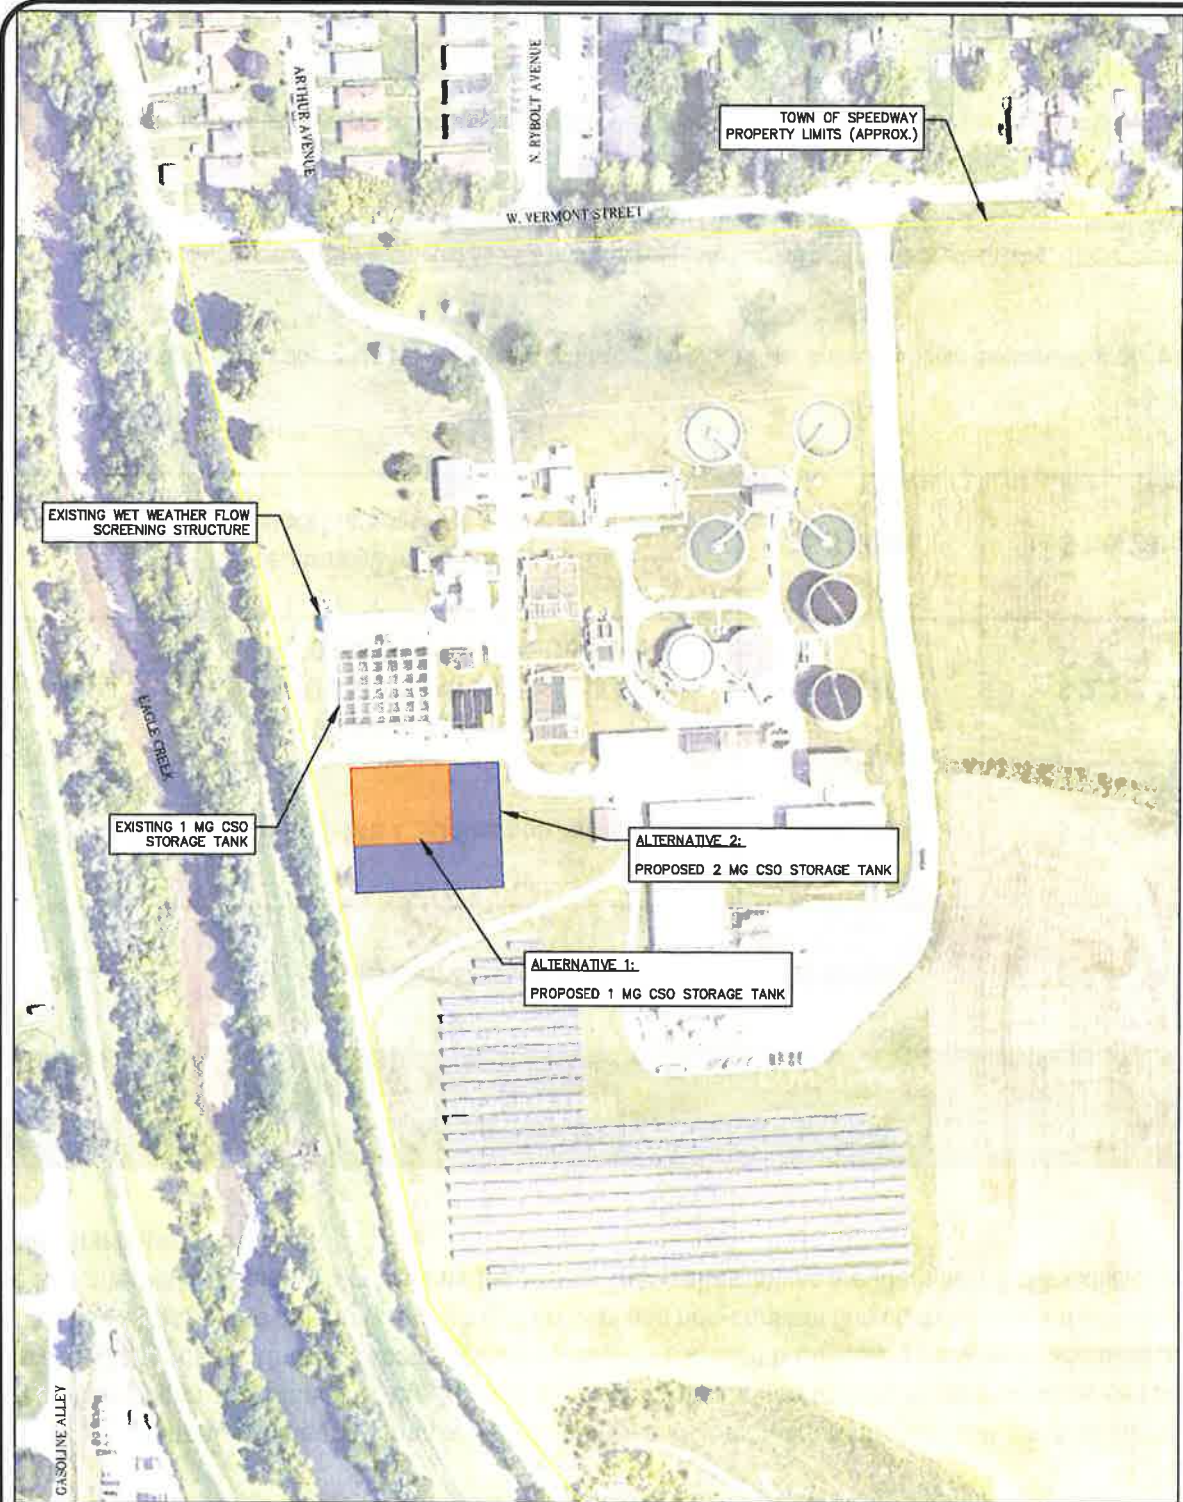 ARTHUR AVENUE
N. RYBOLT AVENUE
TOWN OF SPEEDWAY
PROPERTY LIMITS (APPROX.)
W. VERMONT STREET
EXISTING WET WEATHER FLOW
SCREENING STRUCTURE
EAGLE CREEK
EXISTING 1 MG CSO
STORAGE TANK
ALTERNATIVE 2:
PROPOSED 2 MG CSO STORAGE TANK
ALTERNATIVE 1:
PROPOSED 1 MG CSO STORAGE TANK
GASOLINE ALLEY